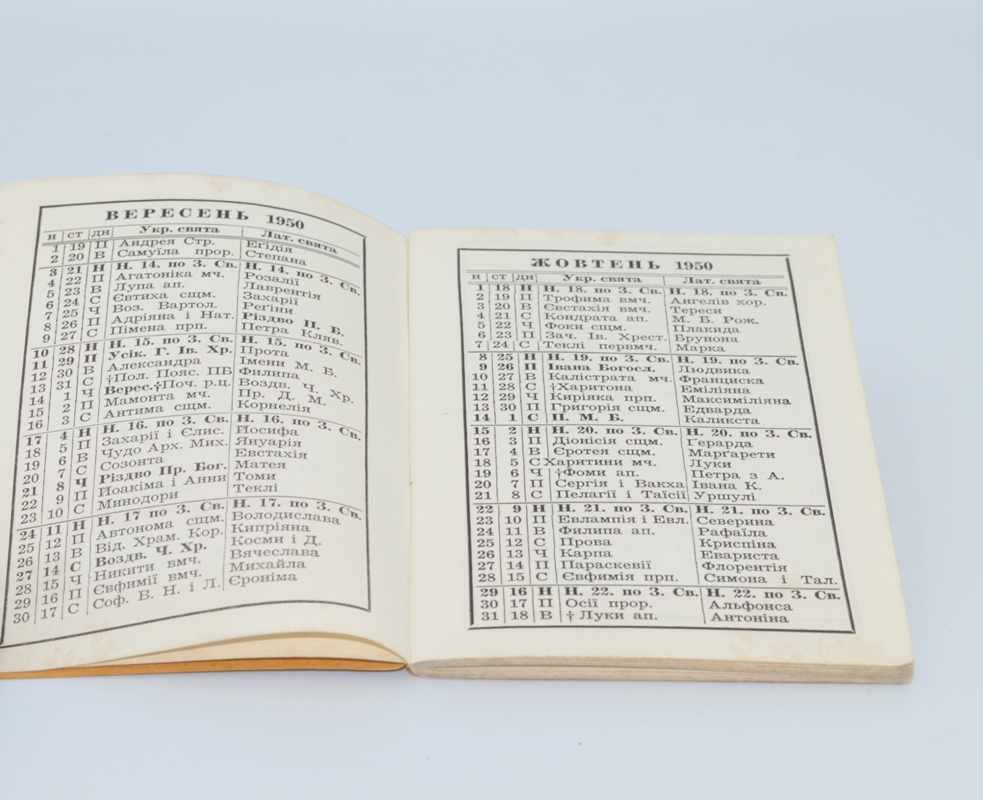 ВЕРЕСЕНЬ 1950
н ст дн Укр. свята Лат. свята
1 19 П Андрея Стр. Еґідія
2 20 В Самуїла прор. Степана
3 21 Н Н. 14. по З. Св. Н. 14. по З. Св.
4 22 П Агатоніка мч. Розалії
5 23 В Лупа ап. Лаврентія
6 24 С Євтиха сщм. Захарії
7 25 Ч Воз. Вартол. Реґіни
8 26 П Адріяна і Нат. Різдво П. Б.
9 27 С Пімена прп. Петра Кляв.
10 28 Н Н. 15. по З. Св. Н. 15. по З. Св.
11 29 П Усік. Г. Ів. Хр. Прота
12 30 В Александра Імени М. В.
13 31 С †Пол. Пояс. ПБ Филипа
14 1 Ч Верес.†Поч. р.ц. Воздв. Ч. Хр.
15 2 П Мамонта мч. Пр. Д. М.
16 3 С Антима сщм. Корнелія
17 4 Н Н. 16. по З. Св. Н. 16. по З. Св.
18 5 П Захарії і Єлис. Йосифа
19 6 В Чудо Арх. Мих. Януарія
20 7 С Созонта Евстахія
21 8 Ч Різдво Пр. Бог. Матея
22 9 П Йоакима і Анни Томи
23 10 С Минодори Теклі
24 11 Н Н. 17. по З. Св. Н. 17. по З. Св.
25 12 П Автонома сщм. Володислава
26 13 В Від. Храм. Кор. Кипріяна
27 14 С Воздв. Ч. Хр. Косми і Д.
28 15 Ч Никити вмч. Вячеслава
29 16 П Євфимії вмч. Михайла
30 17 С Соф. В. Н. і Л. Єроніма
ЖОВТЕНЬ 1950
н ст дн Укр. свята Лат. свята
1 18 Н Н. 18. по З. Св. Н. 18. по З. Св.
2 19 П Трофима вмч. Ангелів хор.
3 20 В Євстахія вмч. Тереси
4 21 С Кондрата ап. М. Б. Рож.
5 22 Ч Фоки сщм. Плакида
6 23 П Зач. Ів. Хрест. Брунона
7 24 С Теклі первмч. Марка
8 25 Н Н. 19. по З. Св. Н. 19. по З. Св.
9 26 П Івана Богосл. Людвика
10 27 В Калістрата мч. Франциска
11 28 С †Харитона Еміліяна
12 29 Ч Киріяка прп. Максиміліяна
13 30 П Григорія сщм. Едварда
14 1 С П. М. Б. Каликста
15 2 Н Н. 20. по З. Св. Н. 20. по З. Св.
16 3 П Діонісія сщм. Ґерарда
17 4 В Єротея сщм. Марґарети
18 5 С Харитини мч. Луки
19 6 Ч †Фоми ап. Петра з А.
20 7 П Сергія і Вакха Івана К.
21 8 С Пелагії і Таїсії Уршулі
22 9 Н Н. 21. по З. Св. Н. 21. по З. Св.
23 10 П Евлампія і Евл. Северина
24 11 В Филипа ап. Рафаїла
25 12 С Прова Криспіна
26 13 Ч Карпа Евариста
27 14 П Параскевії Флорентія
28 15 С Євфимія прп. Симона і Тал.
29 16 Н Н. 22. по З. Св. Н. 22. по З. Св.
30 17 П Осії прор. Альфонса
31 18 В † Луки ап. Антоніна